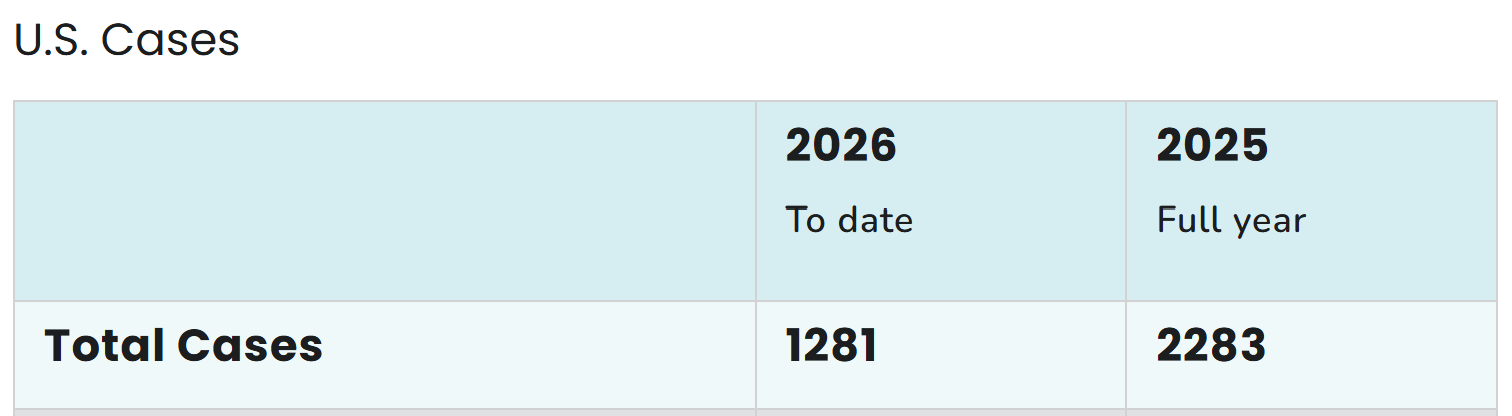 U.S. Cases
2026 2025
To date Full year
Total Cases 1281 2283